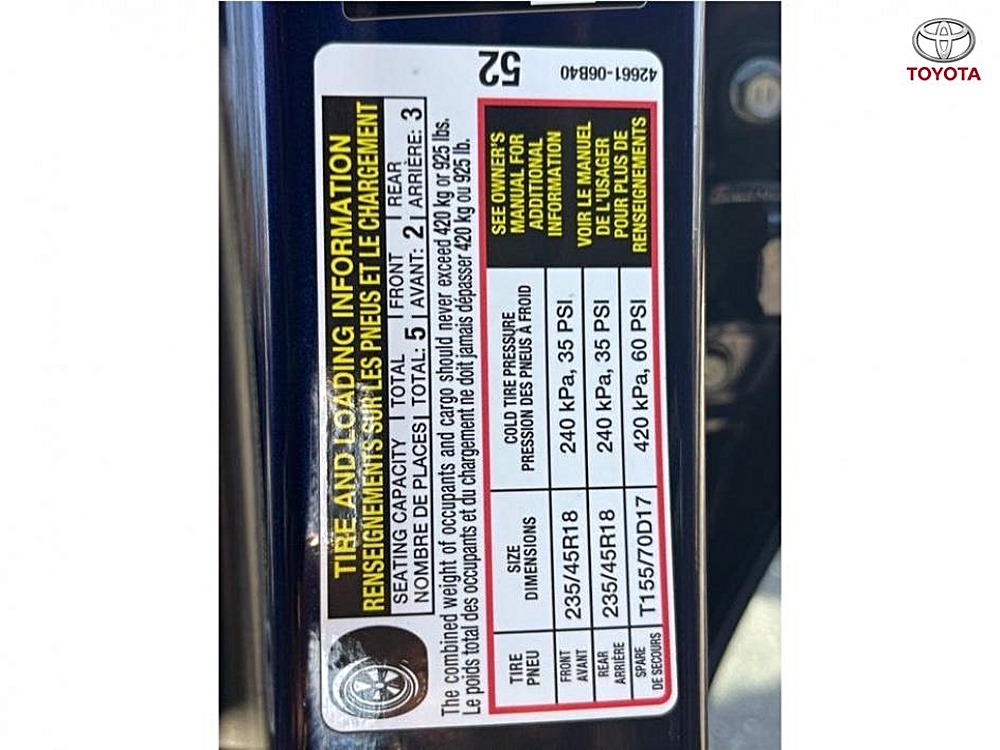 TIRE AND LOADING INFORMATION
RENSEIGNEMENTS SUR LES PNEUS ET LE CHARGEMENT
SEATING CAPACITY | TOTAL | FRONT | REAR
NOMBRE DE PLACES | TOTAL: 5 | AVANT: 2 | ARRIÈRE: 3
The combined weight of occupants and cargo should never exceed 420 kg or 925 lbs.
Le poids total des occupants et du chargement ne doit jamais dépasser 420 kg ou 925 lb.
TIRE
PNEU
SIZE
DIMENSIONS
COLD TIRE PRESSURE
PRESSION DES PNEUS À FROID
FRONT
AVANT
235/45R18
240 kPa, 35 PSI
REAR
ARRIÈRE
235/45R18
240 kPa, 35 PSI
SPARE
DE SECOURS
T155/70D17
420 kPa, 60 PSI
SEE OWNER'S
MANUAL FOR
ADDITIONAL
INFORMATION
VOIR LE MANUEL
DE L'USAGER
POUR PLUS DE
RENSEIGNEMENTS
52
42661-06B40
TOYOTA